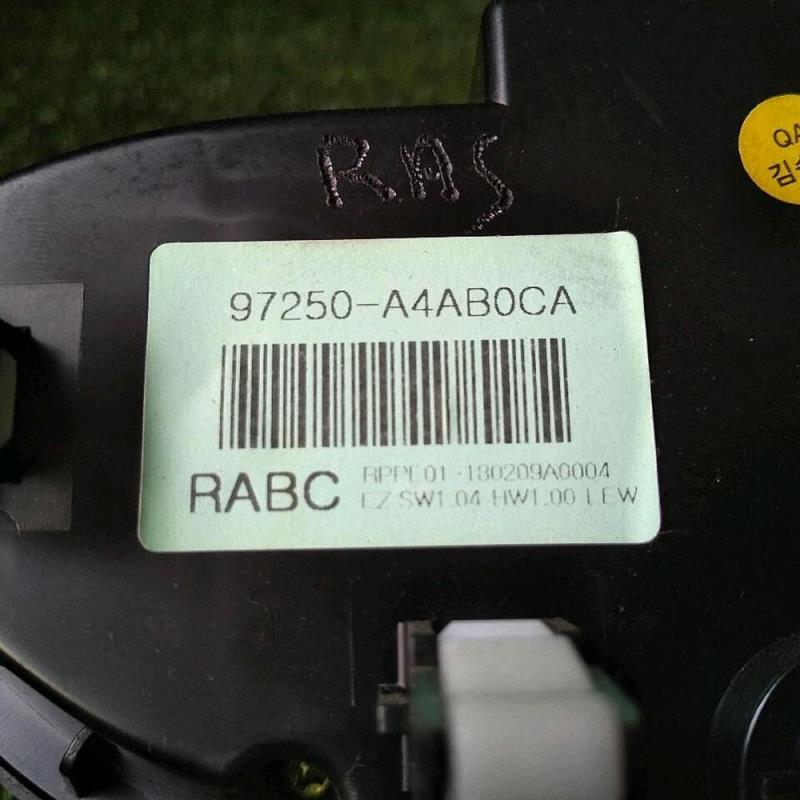 RAS
QA
97250-A4AB0CA
RABC
RPPE01-180209A0004
EZ SW1.04 HW1.00 LEW